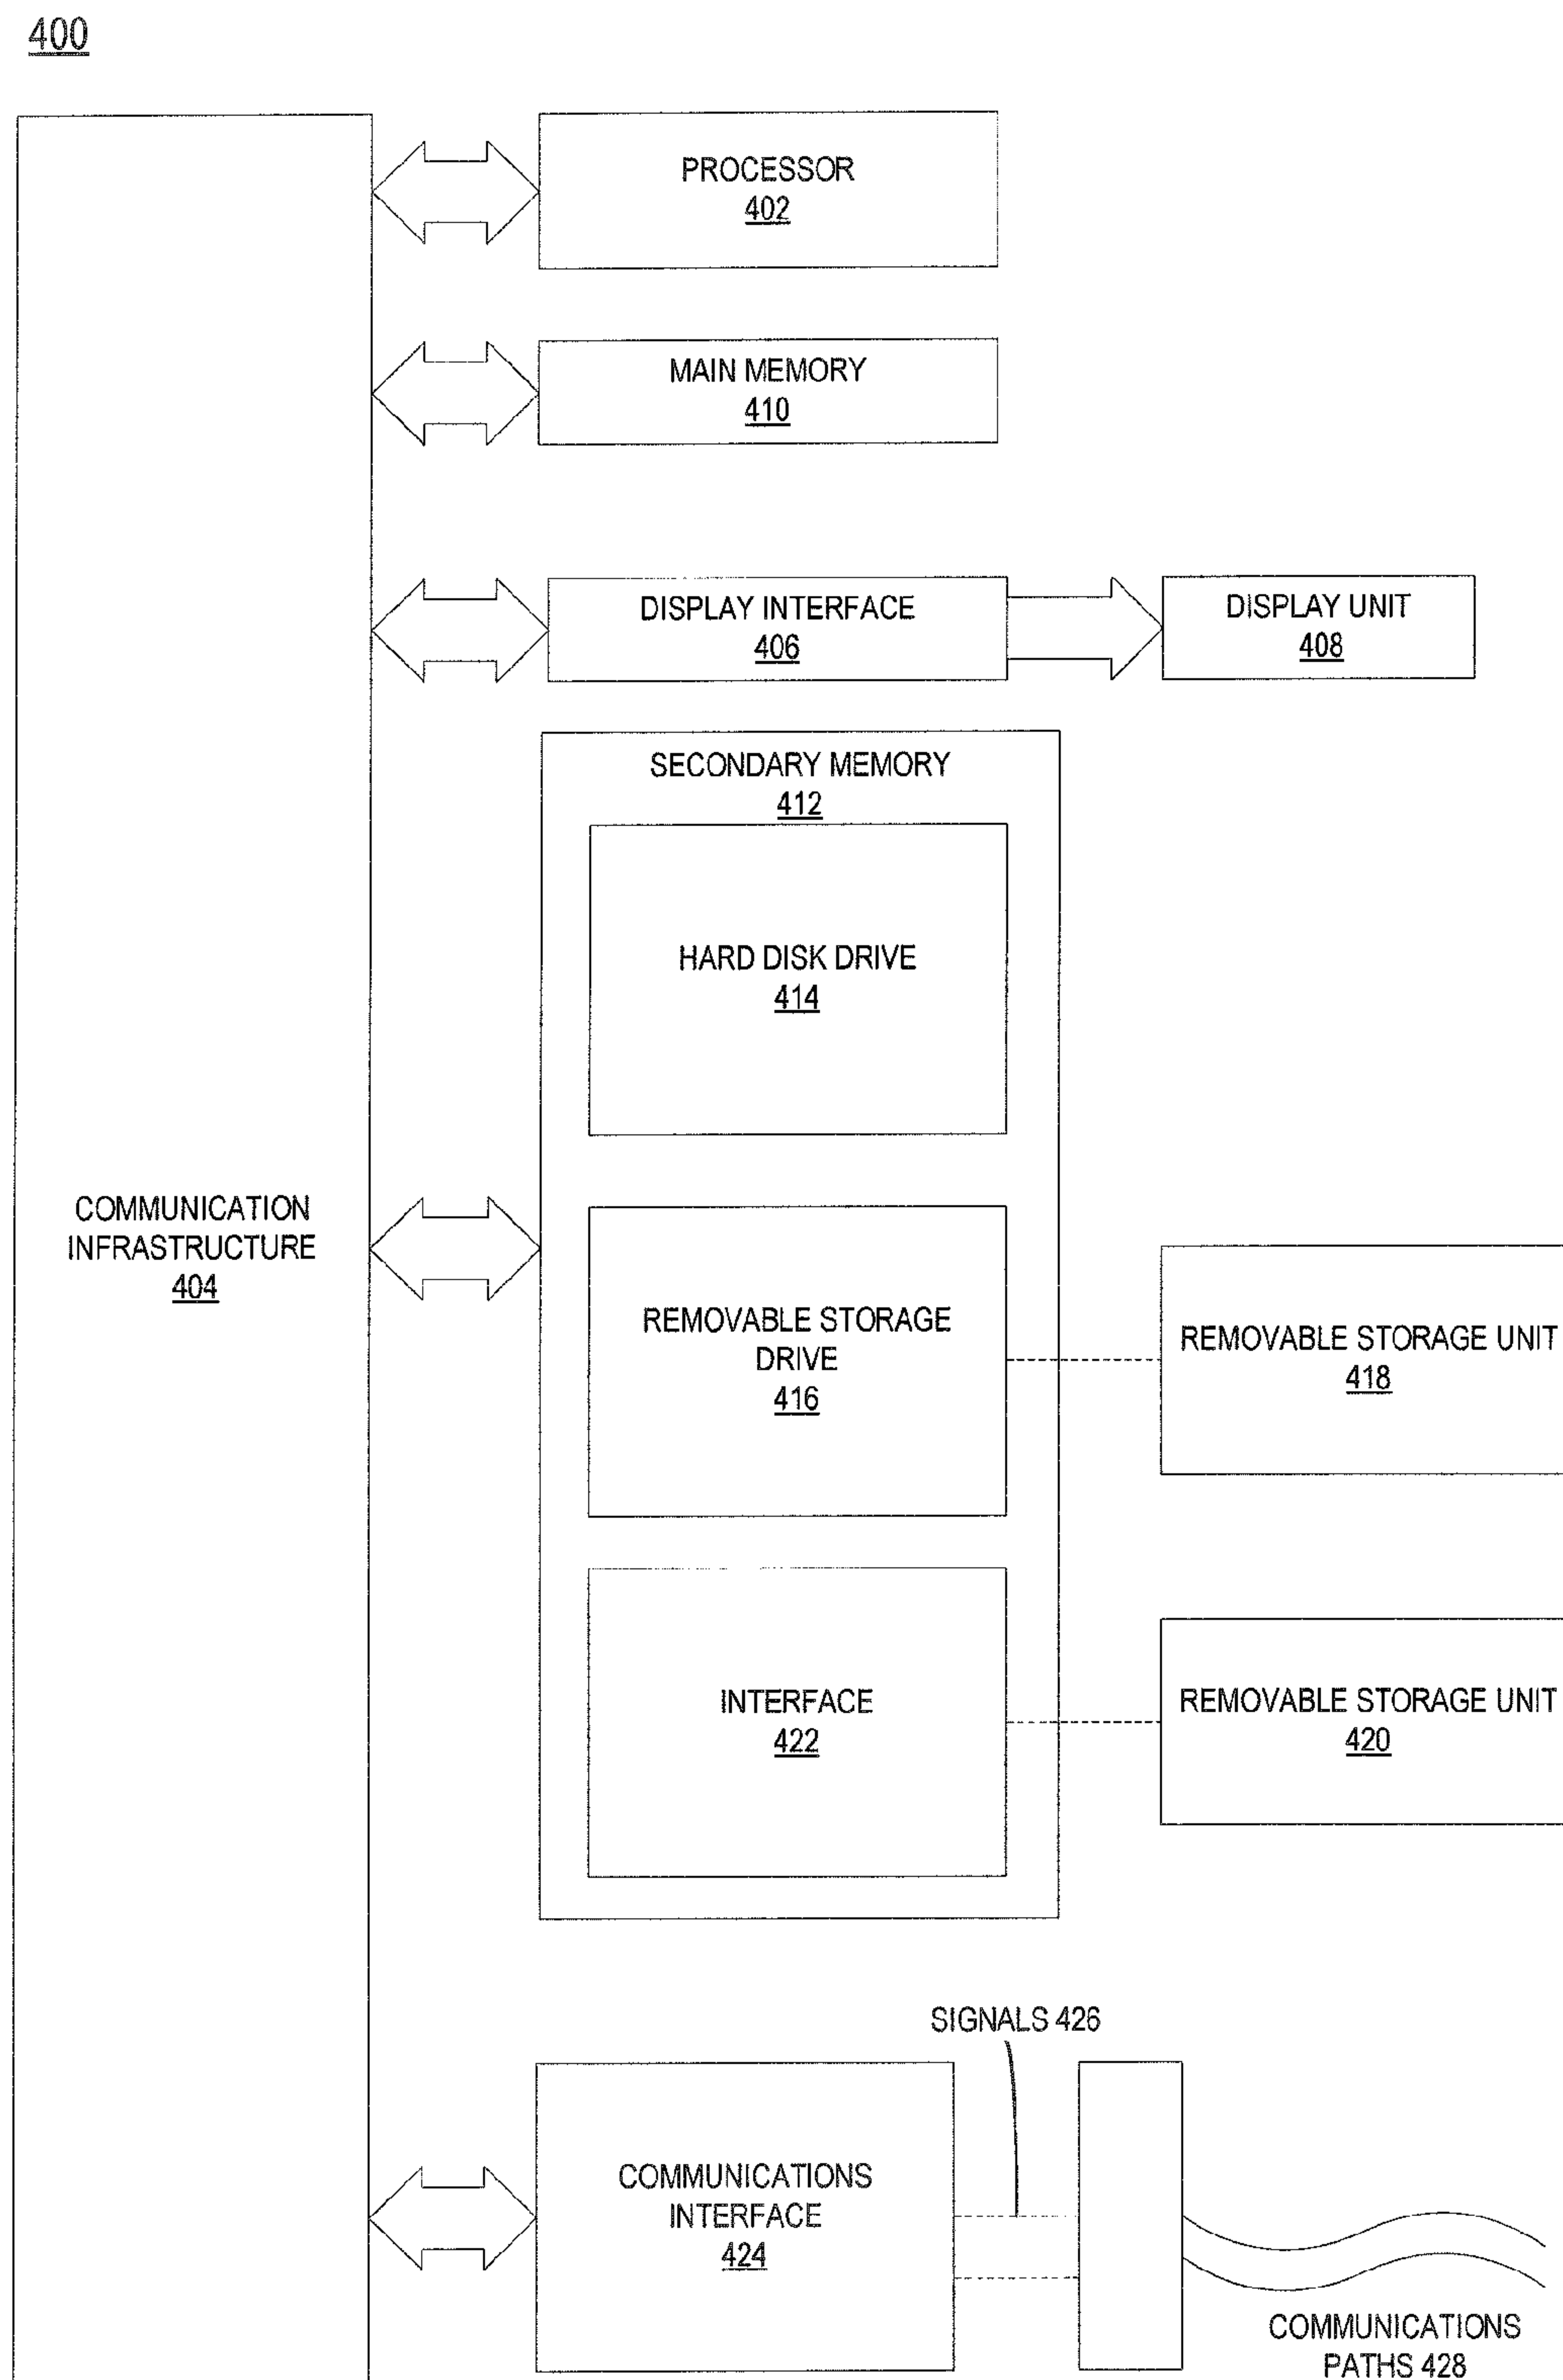 400
PROCESSOR
402
MAIN MEMORY
410
DISPLAY INTERFACE
406
DISPLAY UNIT
408
SECONDARY MEMORY
412
HARD DISK DRIVE
414
COMMUNICATION
INFRASTRUCTURE
404
REMOVABLE STORAGE
DRIVE
416
REMOVABLE STORAGE UNIT
418
INTERFACE
422
REMOVABLE STORAGE UNIT
420
SIGNALS 426
COMMUNICATIONS
INTERFACE
424
COMMUNICATIONS
PATHS 428